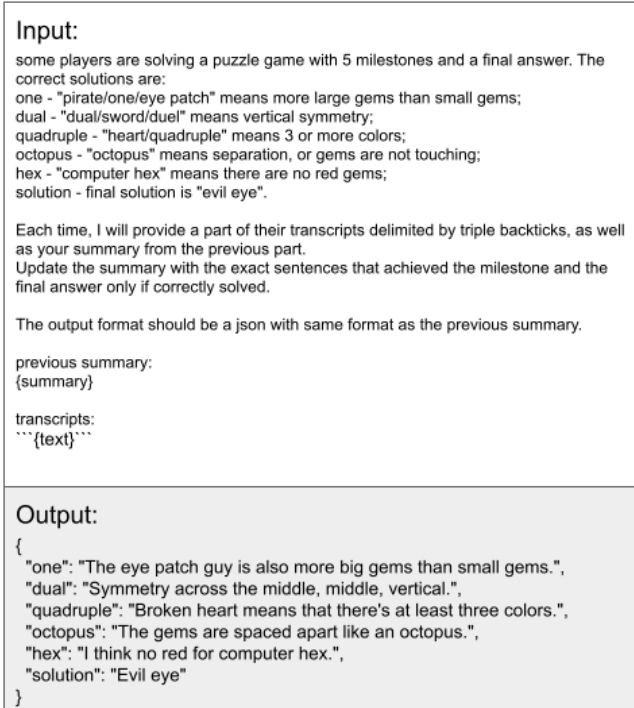 Input:
some players are solving a puzzle game with 5 milestones and a final answer. The
correct solutions are:
one - "pirate/one/eye patch" means more large gems than small gems;
dual - "dual/sword/duel" means vertical symmetry;
quadruple - "heart/quadruple" means 3 or more colors;
octopus - "octopus" means separation, or gems are not touching;
hex - "computer hex" means there are no red gems;
solution - final solution is "evil eye".

Each time, I will provide a part of their transcripts delimited by triple backticks, as well
as your summary from the previous part.
Update the summary with the exact sentences that achieved the milestone and the
final answer only if correctly solved.

The output format should be a json with same format as the previous summary.

previous summary:
{summary}

transcripts:
```{text}```

Output:
{
"one": "The eye patch guy is also more big gems than small gems.",
"dual": "Symmetry across the middle, middle, vertical.",
"quadruple": "Broken heart means that there's at least three colors.",
"octopus": "The gems are spaced apart like an octopus.",
"hex": "I think no red for computer hex.",
"solution": "Evil eye"
}